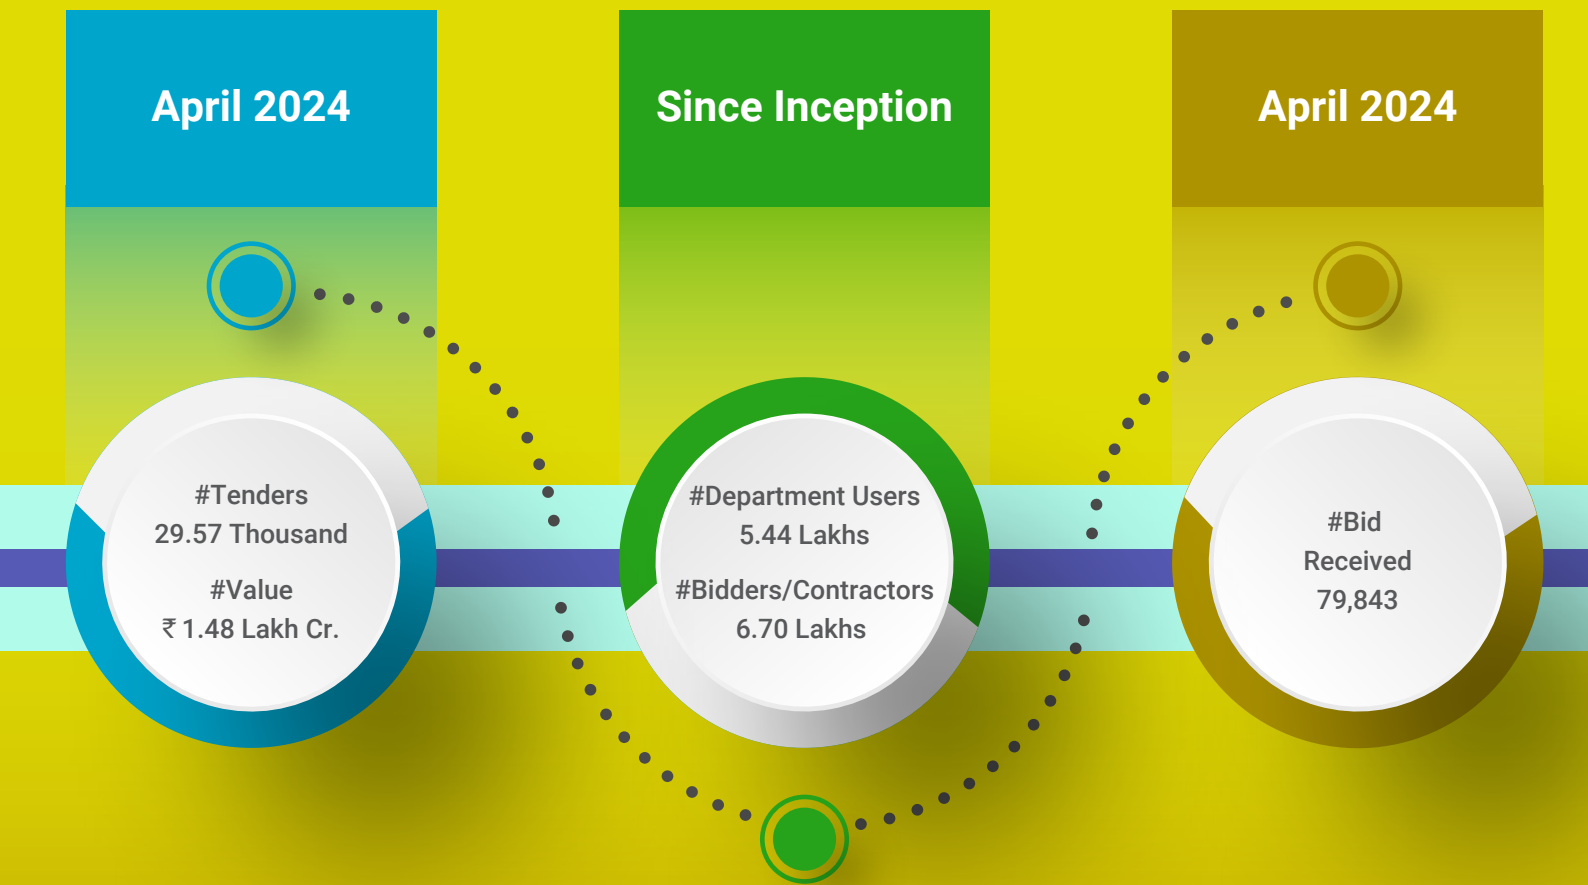 April 2024
#Tenders
29.57 Thousand
#Value
₹ 1.48 Lakh Cr.
Since Inception
#Department Users
5.44 Lakhs
#Bidders/Contractors
6.70 Lakhs
April 2024
#Bid
Received
79,843